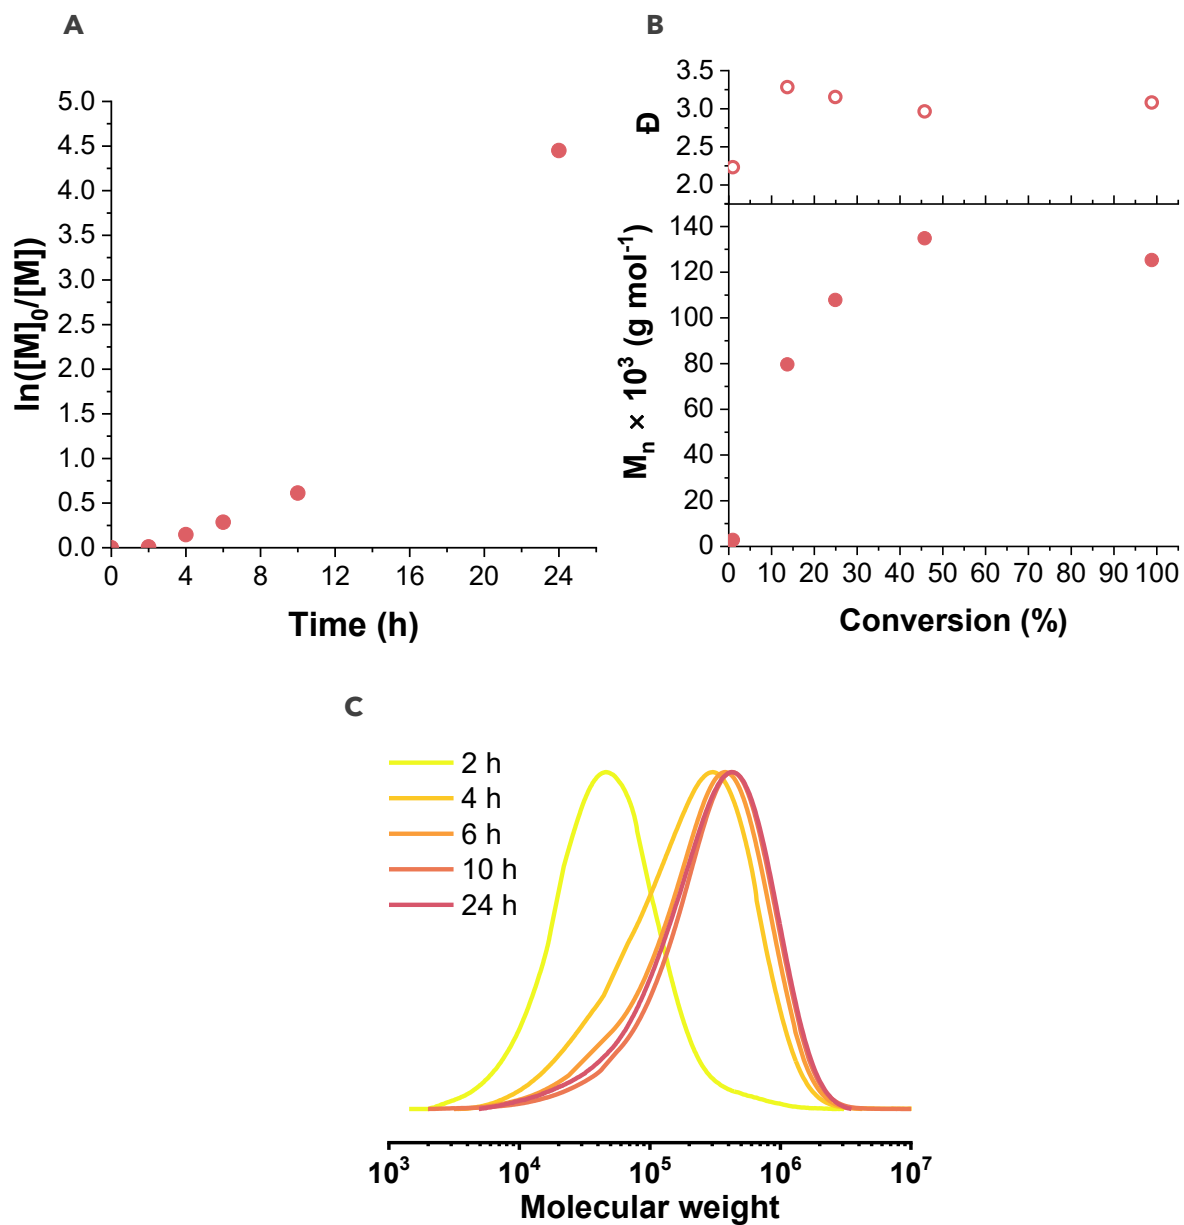 A
5.0
4.5
4.0
3.5
3.0
2.5
2.0
1.5
1.0
0.5
0.0
ln([M]₀/[M])
0 4 8 12 16 20 24
Time (h)
B
3.5
3.0
2.5
2.0
Đ
140
120
100
80
60
40
20
0
Mₙ × 10³ (g mol⁻¹)
0 10 20 30 40 50 60 70 80 90 100
Conversion (%)
C
2 h
4 h
6 h
10 h
24 h
10³ 10⁴ 10⁵ 10⁶ 10⁷
Molecular weight